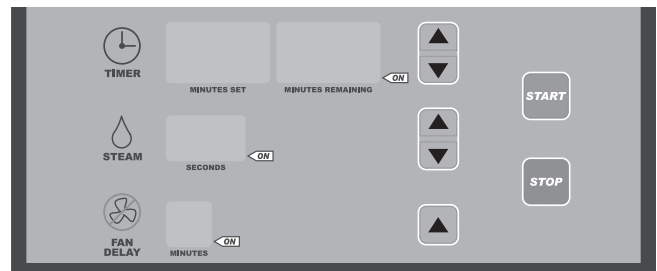 TIMER
MINUTES SET
MINUTES REMAINING
ON
START
STEAM
SECONDS
ON
STOP
FAN
DELAY
MINUTES
ON